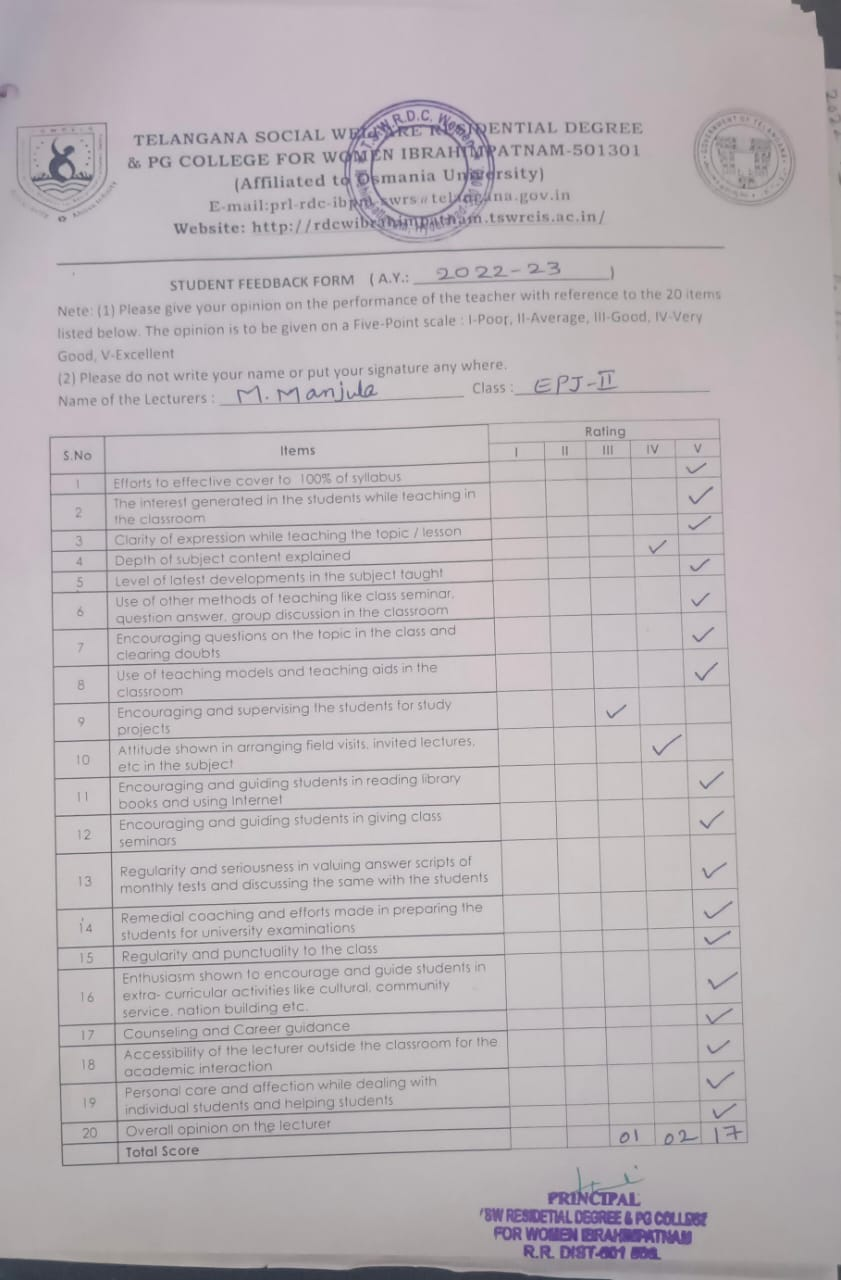 TELANGANA SOCIAL WELFARE RESIDENTIAL DEGREE
& PG COLLEGE FOR WOMEN IBRAHIMPATNAM-501301
(Affiliated to Osmania University)
Website: http://rdcwibrahimpatnam.tswreis.ac.in/
STUDENT FEEDBACK FORM ( A.Y.: 2022-23 )
Note: (1) Please give your opinion on the performance of the teacher with reference to the 20 items
listed below. The opinion is to be given on a Five-Point scale : I-Poor, II-Average, III-Good, IV-Very
Good, V-Excellent
(2) Please do not write your name or put your signature any where.
Name of the Lecturers : M. Manjula Class : EPJ-II
S.No Items Rating
I II III IV V
1 Efforts to effective cover to 100% of syllabus ✓
2 The interest generated in the students while teaching in
the classroom ✓
3 Clarity of expression while teaching the topic / lesson ✓
4 Depth of subject content explained ✓
5 Level of latest developments in the subject taught ✓
6 Use of other methods of teaching like class seminar,
question answer, group discussion in the classroom ✓
7 Encouraging questions on the topic in the class and
clearing doubts ✓
8 Use of teaching models and teaching aids in the
classroom ✓
9 Encouraging and supervising the students for study
projects ✓
10 Attitude shown in arranging field visits, invited lectures,
etc in the subject ✓
11 Encouraging and guiding students in reading library
books and using Internet ✓
12 Encouraging and guiding students in giving class
seminars ✓
13 Regularity and seriousness in valuing answer scripts of
monthly tests and discussing the same with the students ✓
14 Remedial coaching and efforts made in preparing the
students for university examinations ✓
15 Regularity and punctuality to the class ✓
16 Enthusiasm shown to encourage and guide students in
extra- curricular activities like cultural, community
service, nation building etc. ✓
17 Counseling and Career guidance ✓
18 Accessibility of the lecturer outside the classroom for the
academic interaction ✓
19 Personal care and affection while dealing with
individual students and helping students ✓
20 Overall opinion on the lecturer ✓
Total Score 01 02 17
PRINCIPAL
TSW RESIDETIAL DEGREE & PG COLLEGE
FOR WOMEN IBRAHIMPATNAM
R.R. DIST-501